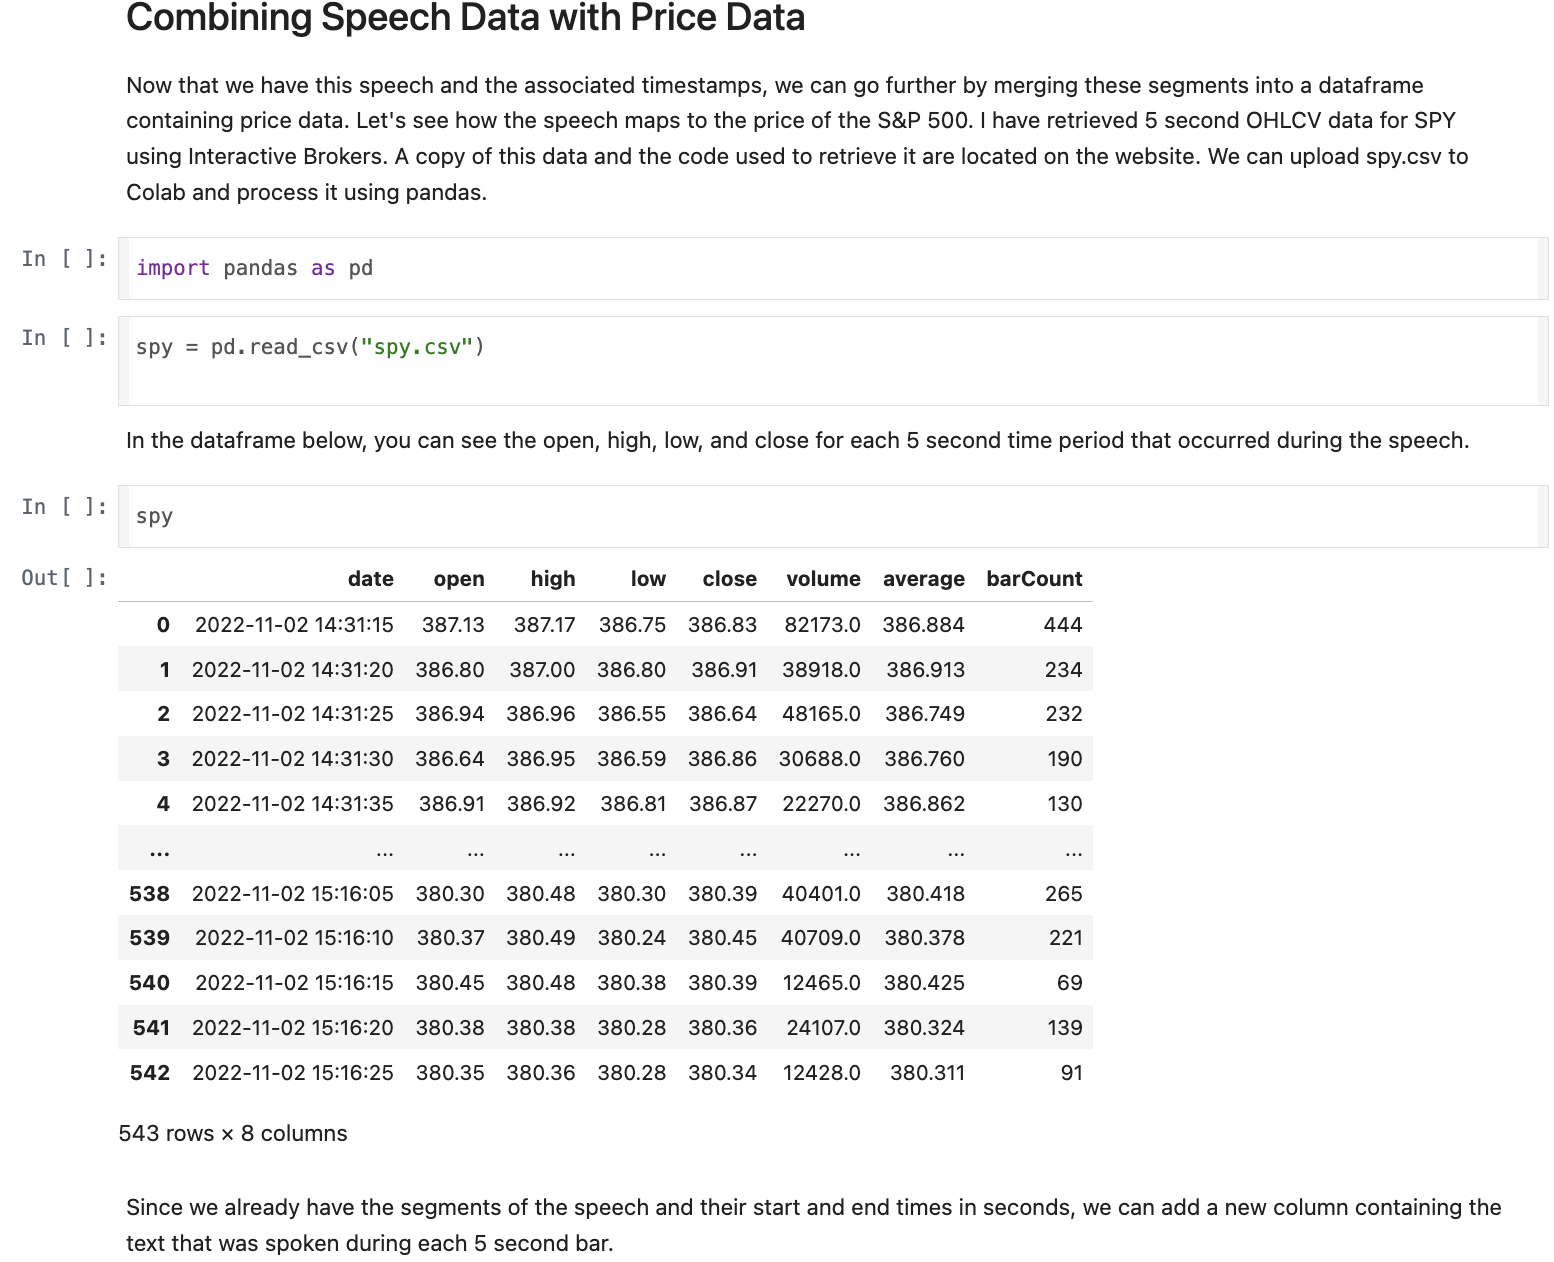 Combining Speech Data with Price Data
Now that we have this speech and the associated timestamps, we can go further by merging these segments into a dataframe
containing price data. Let's see how the speech maps to the price of the S&P 500. I have retrieved 5 second OHLCV data for SPY
using Interactive Brokers. A copy of this data and the code used to retrieve it are located on the website. We can upload spy.csv to
Colab and process it using pandas.
In [ ]: import pandas as pd
In [ ]: spy = pd.read_csv("spy.csv")
In the dataframe below, you can see the open, high, low, and close for each 5 second time period that occurred during the speech.
In [ ]: spy
Out[ ]: date open high low close volume average barCount
0 2022-11-02 14:31:15 387.13 387.17 386.75 386.83 82173.0 386.884 444
1 2022-11-02 14:31:20 386.80 387.00 386.80 386.91 38918.0 386.913 234
2 2022-11-02 14:31:25 386.94 386.96 386.55 386.64 48165.0 386.749 232
3 2022-11-02 14:31:30 386.64 386.95 386.59 386.86 30688.0 386.760 190
4 2022-11-02 14:31:35 386.91 386.92 386.81 386.87 22270.0 386.862 130
... ... ... ... ... ... ... ... ...
538 2022-11-02 15:16:05 380.30 380.48 380.30 380.39 40401.0 380.418 265
539 2022-11-02 15:16:10 380.37 380.49 380.24 380.45 40709.0 380.378 221
540 2022-11-02 15:16:15 380.45 380.48 380.38 380.39 12465.0 380.425 69
541 2022-11-02 15:16:20 380.38 380.38 380.28 380.36 24107.0 380.324 139
542 2022-11-02 15:16:25 380.35 380.36 380.28 380.34 12428.0 380.311 91
543 rows × 8 columns
Since we already have the segments of the speech and their start and end times in seconds, we can add a new column containing the
text that was spoken during each 5 second bar.